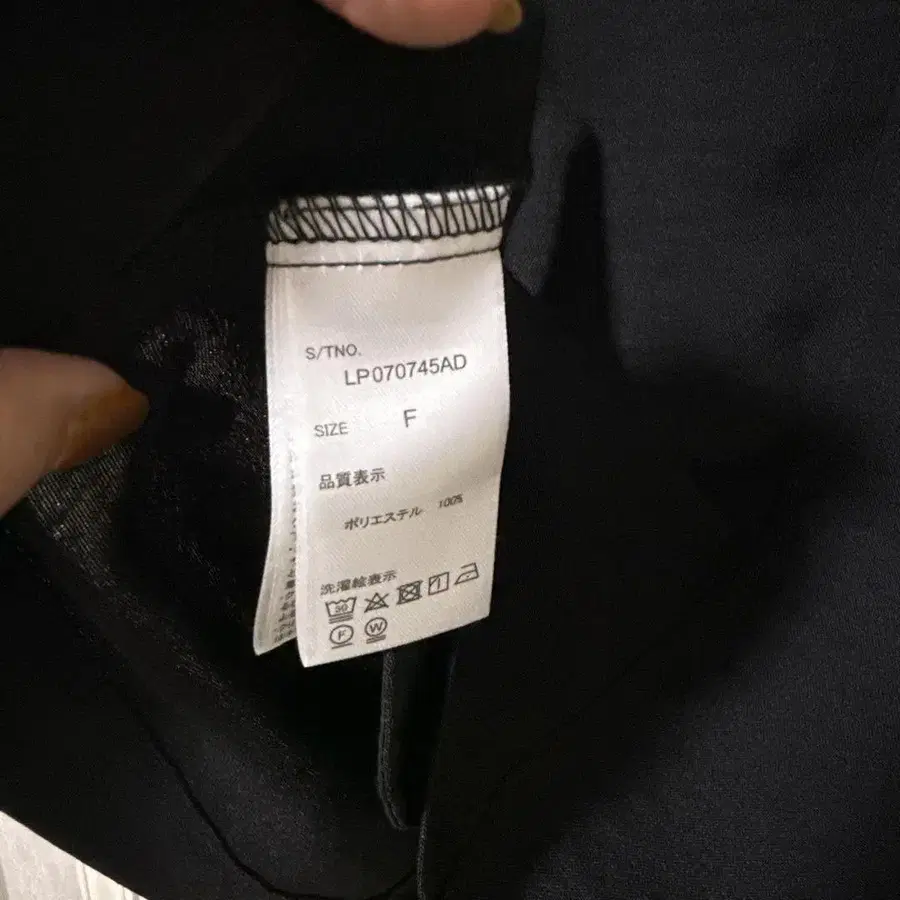 S/TNO.
LP070745AD
SIZE F
品質表示
ポリエステル 100%
洗濯絵表示
30
F W